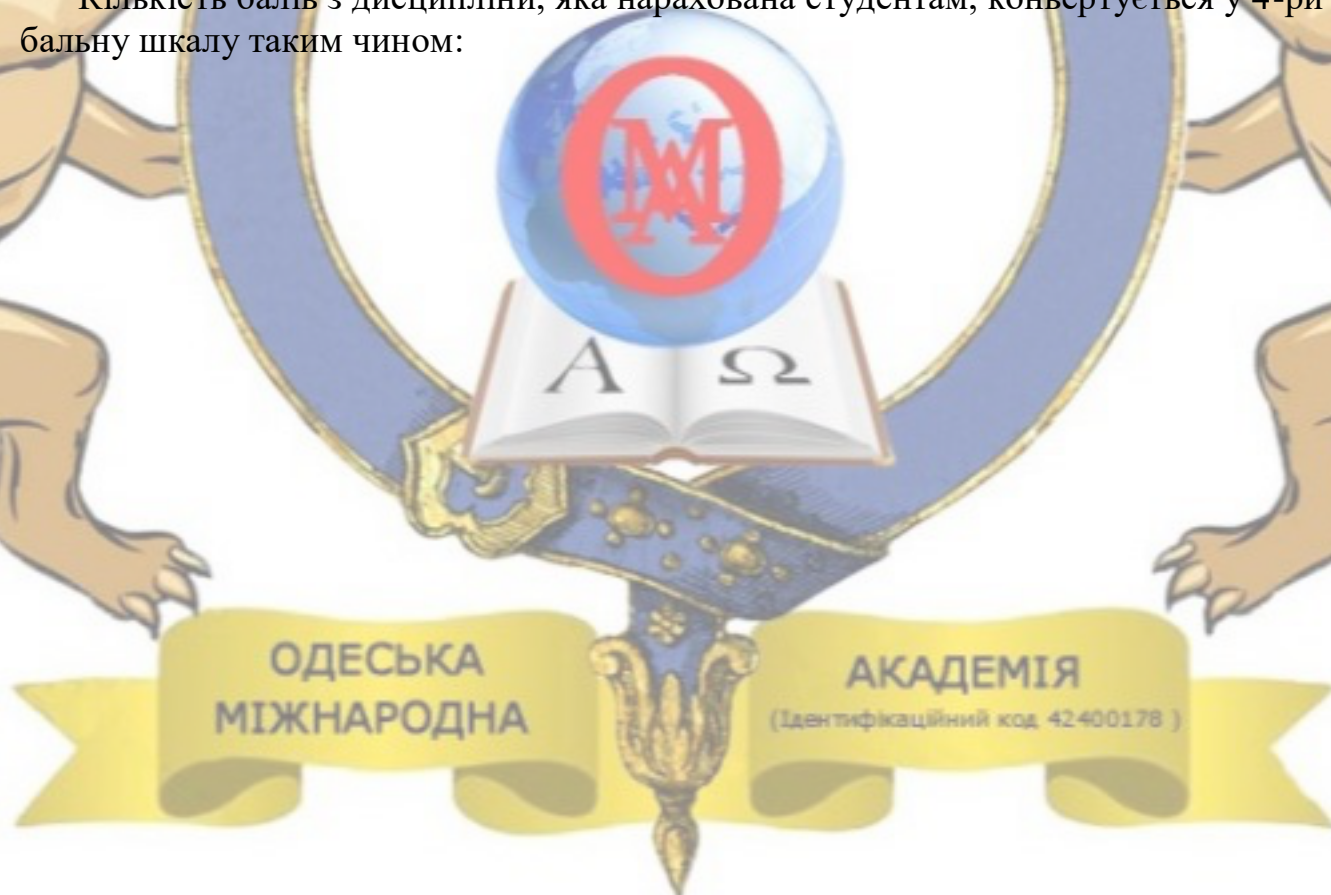 Кількість балів з дисципліни, яка нарахована студентам, конвертується у 4-ри
бальну шкалу таким чином:
А Ω
ОДЕСЬКА
МІЖНАРОДНА
АКАДЕМІЯ
(Ідентифікаційний код 42400178 )